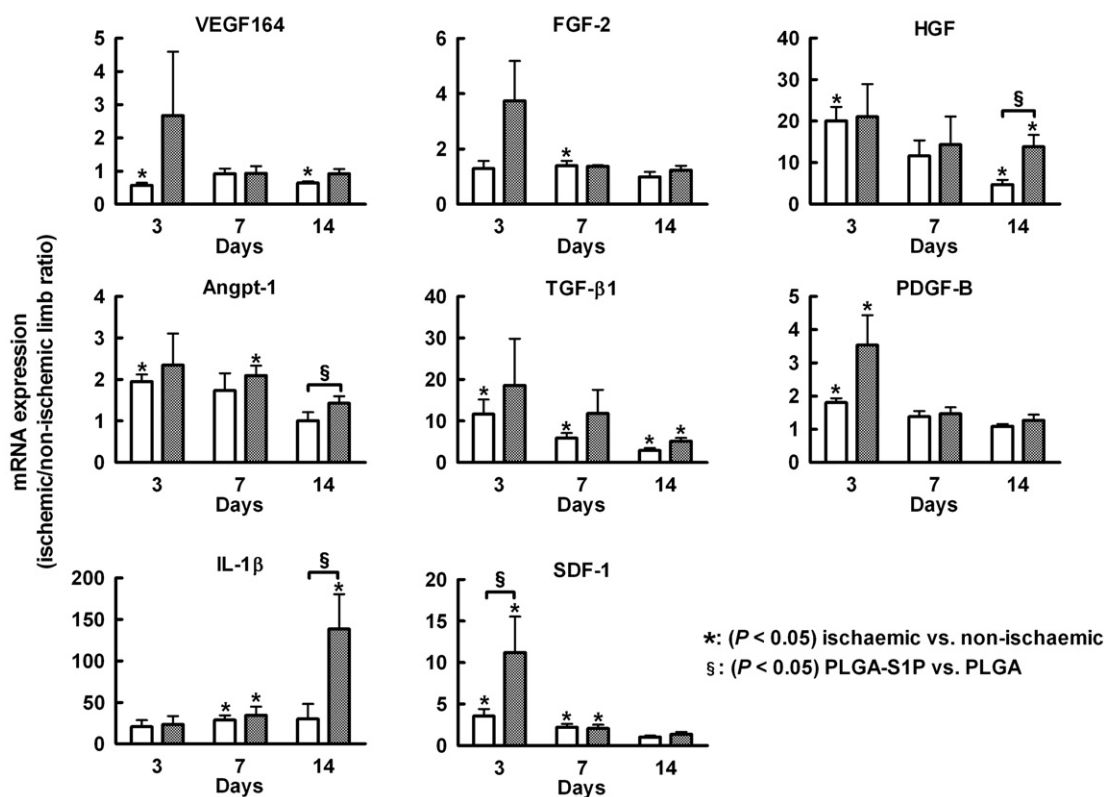 VEGF164
5
4
3
2
1
0
*
*
3 7 14
Days
FGF-2
6
4
2
0
*
3 7 14
Days
HGF
40
30
20
10
0
*
§
*
*
3 7 14
Days
mRNA expression
(ischemic/non-ischemic limb ratio)
Angpt-1
4
3
2
1
0
*
*
§
3 7 14
Days
TGF-β1
40
30
20
10
0
*
*
* *
3 7 14
Days
PDGF-B
5
4
3
2
1
0
*
*
3 7 14
Days
IL-1β
200
150
100
50
0
* *
§
*
3 7 14
Days
SDF-1
20
15
10
5
0
§
*
*
* *
3 7 14
Days
*: (P < 0.05) ischaemic vs. non-ischaemic
§: (P < 0.05) PLGA-S1P vs. PLGA